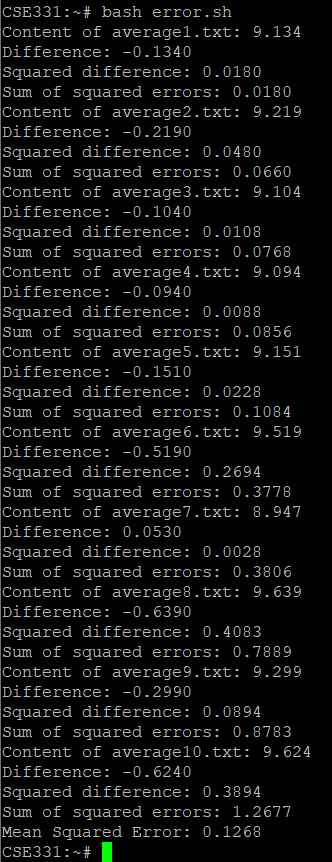 CSE331:~# bash error.sh
Content of average1.txt: 9.134
Difference: -0.1340
Squared difference: 0.0180
Sum of squared errors: 0.0180
Content of average2.txt: 9.219
Difference: -0.2190
Squared difference: 0.0480
Sum of squared errors: 0.0660
Content of average3.txt: 9.104
Difference: -0.1040
Squared difference: 0.0108
Sum of squared errors: 0.0768
Content of average4.txt: 9.094
Difference: -0.0940
Squared difference: 0.0088
Sum of squared errors: 0.0856
Content of average5.txt: 9.151
Difference: -0.1510
Squared difference: 0.0228
Sum of squared errors: 0.1084
Content of average6.txt: 9.519
Difference: -0.5190
Squared difference: 0.2694
Sum of squared errors: 0.3778
Content of average7.txt: 8.947
Difference: 0.0530
Squared difference: 0.0028
Sum of squared errors: 0.3806
Content of average8.txt: 9.639
Difference: -0.6390
Squared difference: 0.4083
Sum of squared errors: 0.7889
Content of average9.txt: 9.299
Difference: -0.2990
Squared difference: 0.0894
Sum of squared errors: 0.8783
Content of average10.txt: 9.624
Difference: -0.6240
Squared difference: 0.3894
Sum of squared errors: 1.2677
Mean Squared Error: 0.1268
CSE331:~#